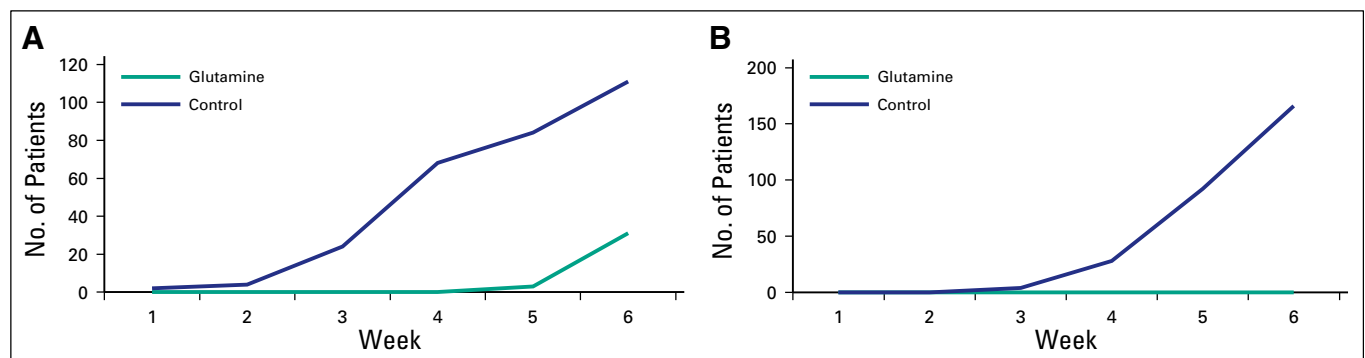 A
No. of Patients
120
100
80
60
40
20
0
Glutamine
Control
1 2 3 4 5 6
Week
B
No. of Patients
200
150
100
50
0
Glutamine
Control
1 2 3 4 5 6
Week